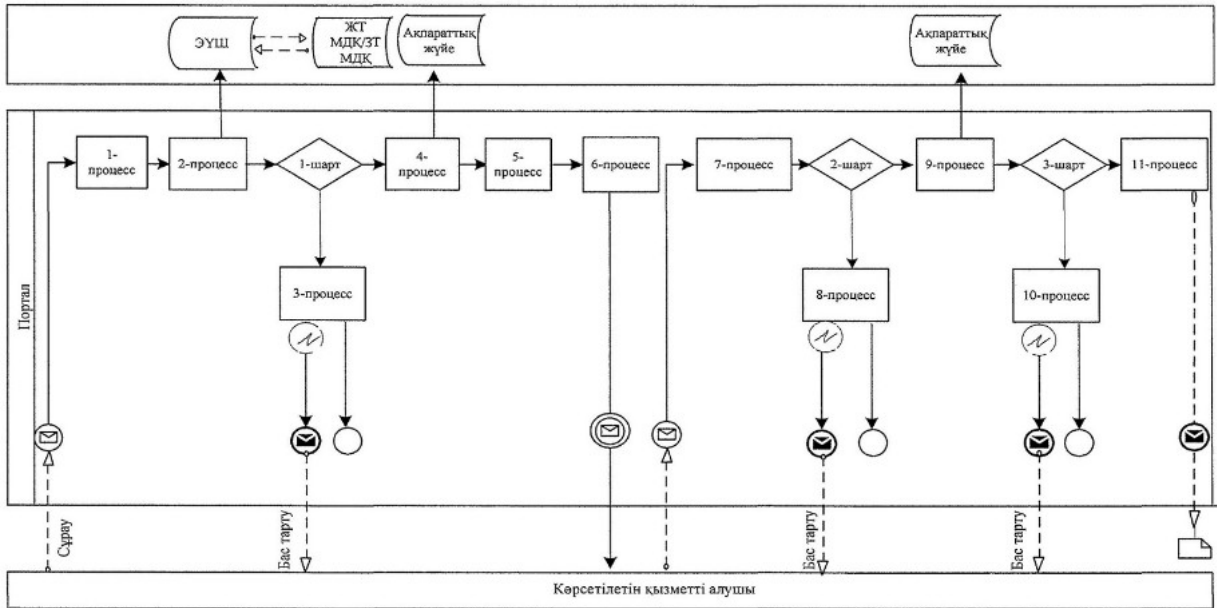 ЭҮШ
ЖТ
МДҚ/ЗТ
МДҚ
Ақпараттық
жүйе
Ақпараттық
жүйе
Портал
1-
процесс
2-процесс
1-шарт
4-
процесс
5-
процесс
6-процесс
7-процесс
2-шарт
9-процесс
3-шарт
11-процесс
3-процесс
8-процесс
10-процесс
Сұрау
Бас тарту
Бас тарту
Бас тарту
Көрсетілетін қызметті алушы